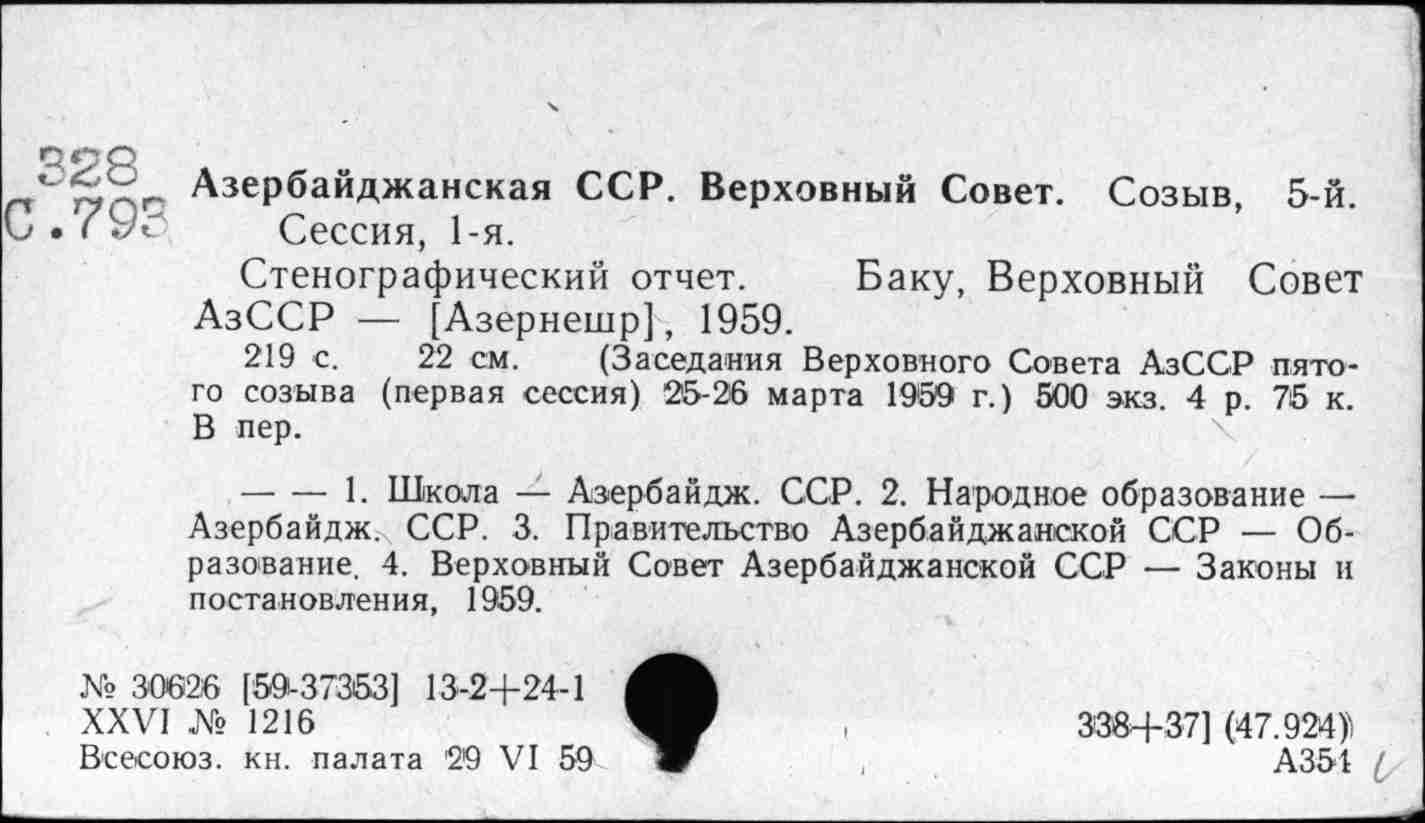 328
С.793
Азербайджанская ССР. Верховный Совет. Созыв, 5-й.
Сессия, 1-я.
Стенографический отчет. Баку, Верховный Совет
АзССР — [Азернешр], 1959.
219 с. 22 см. (Заседания Верховного Совета АзССР пято-
го созыва (первая сессия) 25-26 марта 1959 г.) 500 экз. 4 р. 75 к.
В пер.
— — 1. Школа — Азербайдж. ССР. 2. Народное образование —
Азербайдж. ССР. 3. Правительство Азербайджанской ССР — Об-
разование. 4. Верховный Совет Азербайджанской ССР — Законы и
постановления, 1959.
№ 30626 [59-37353] 13-2+24-1
XXVI № 1216
Всесоюз. кн. палата 29 VI 59
338+37] (47.924)
А351